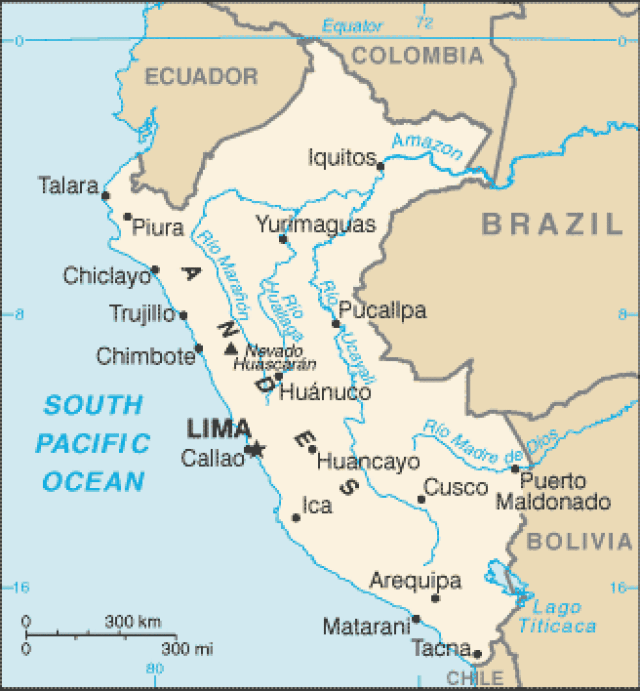 Equator
72
0
0
COLOMBIA
ECUADOR
Amazon
Iquitos
Talara
Piura
Yurimaguas
BRAZIL
Río Marañón
Chiclayo
ANDES
Río
Huallaga
Río Ucayali
Pucallpa
Trujillo
8
8
Chimbote
Nevado
Huascarán
Huánuco
SOUTH
PACIFIC
OCEAN
LIMA
Callao
Huancayo
Río Madre de Dios
Cusco
Puerto
Maldonado
Ica
BOLIVIA
Arequipa
16
16
Lago
Titicaca
Matarani
Tacna
0
300 km
0
300 mi
80
CHILE